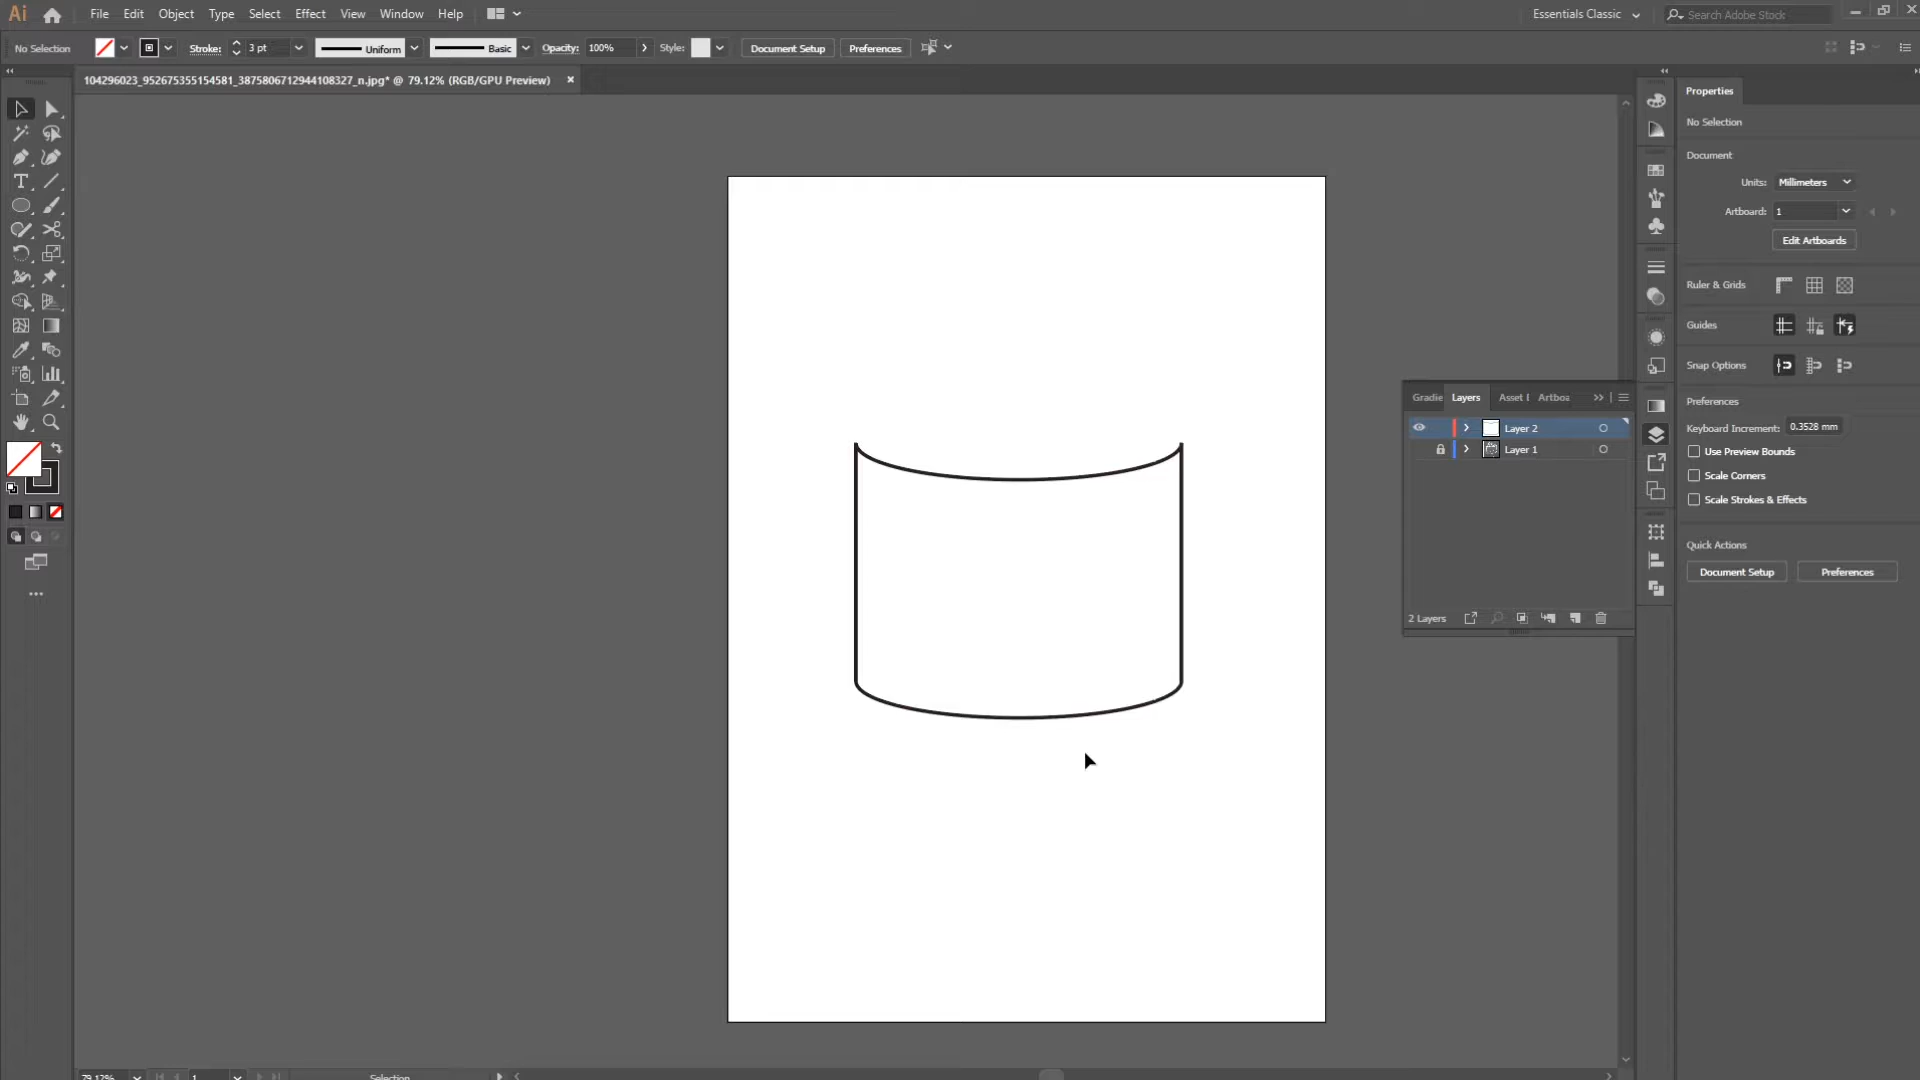 Ai File Edit Object Type Select Effect View Window Help Essentials Classic Search Adobe Stock
No Selection Stroke: 3 pt Uniform Basic Opacity: 100% Style: Document Setup Preferences
104296023_952675355154581_3875806712944108327_n.jpg* @ 79.12% (RGB/GPU Preview)
Properties
No Selection
Document
Units: Millimeters
Artboard: 1
Edit Artboards
Ruler & Grids
Guides
Snap Options
Preferences
Keyboard Increment: 0.3528 mm
Use Preview Bounds
Scale Corners
Scale Strokes & Effects
Quick Actions
Document Setup Preferences
Gradie Layers Asset E Artboa
Layer 2
Layer 1
2 Layers
79.12% 1 Selection